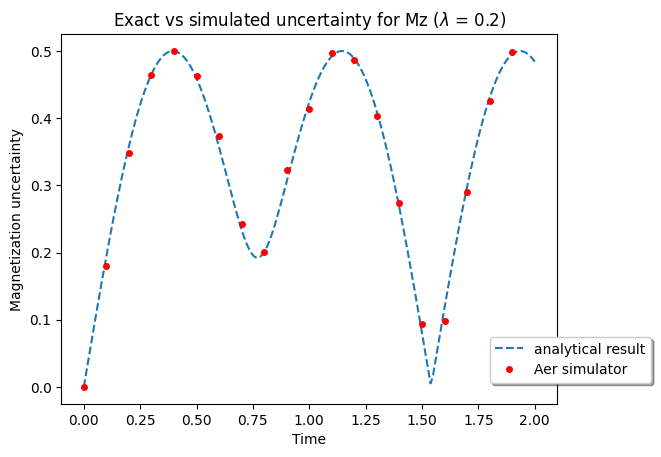 Exact vs simulated uncertainty for Mz (λ = 0.2)
Magnetization uncertainty
0.5
0.4
0.3
0.2
0.1
0.0
analytical result
Aer simulator
0.00 0.25 0.50 0.75 1.00 1.25 1.50 1.75 2.00
Time